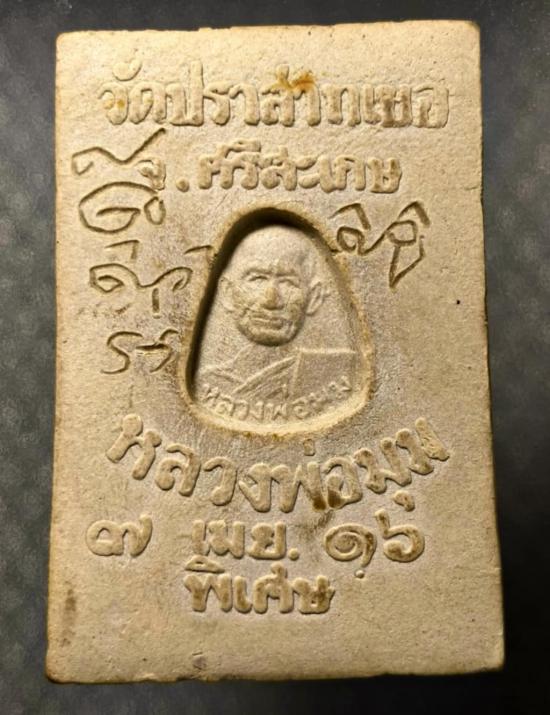 วัดปราสาทเยอ
จ.ศรีสะเกษ
หลวงพ่อมุม
หลวงพ่อมุม
๗ เมย. ๑๖
พิเศษ